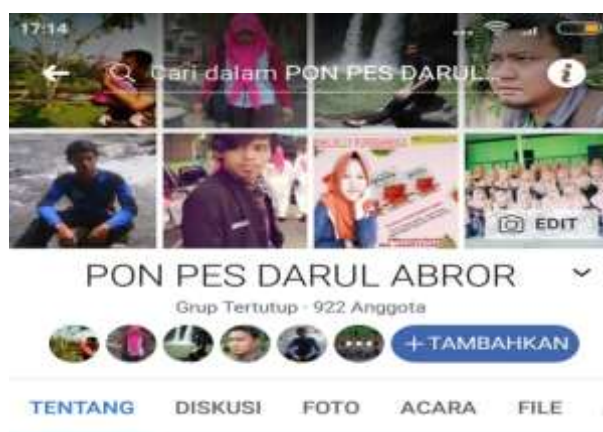 17:14
Cari dalam PON PES DARUL...
EDIT
PON PES DARUL ABROR
Grup Tertutup · 922 Anggota
+ TAMBAHKAN
TENTANG DISKUSI FOTO ACARA FILE